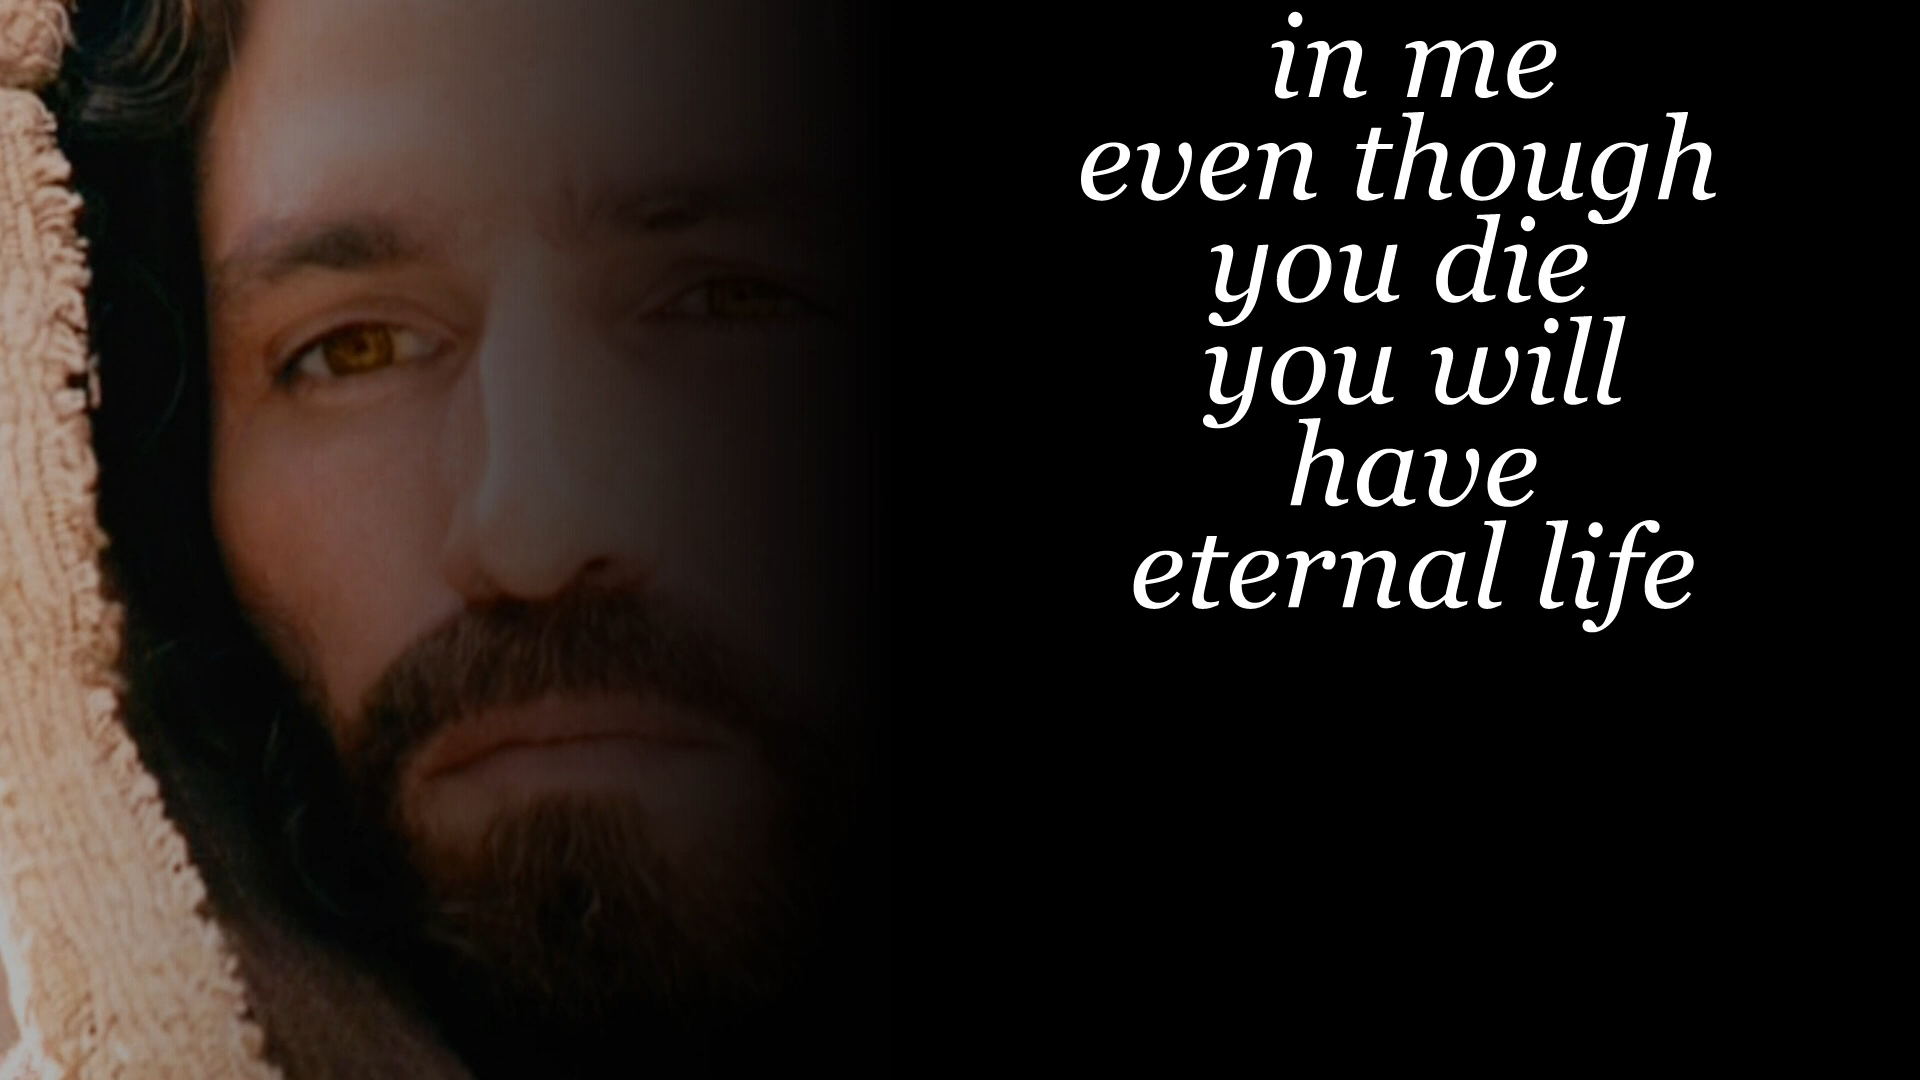 in me
even though
you die
you will
have
eternal life